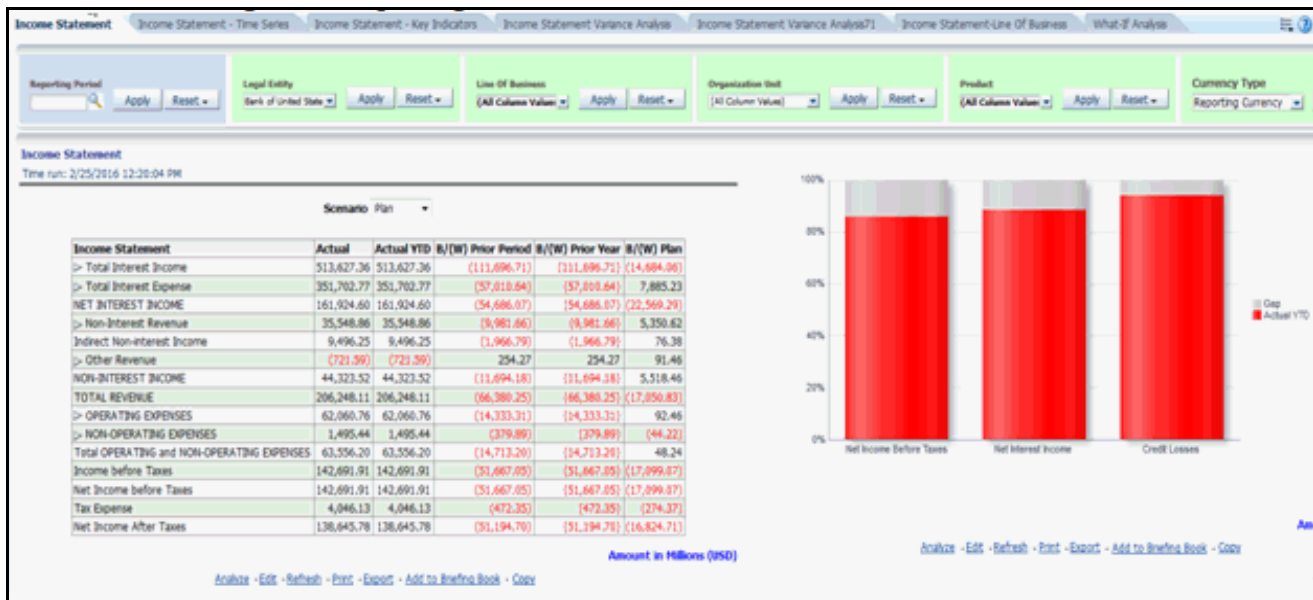 Income Statement Income Statement - Time Series Income Statement - Key Indicators Income Statement Variance Analysis Income Statement Variance Analysis71 Income Statement-Line Of Business What-If Analysis
Reporting Period Legal Entity Line Of Business Organization Unit Product Currency Type
Apply Reset Bank of United State Apply Reset (All Column Values Apply Reset (All Column Values) Apply Reset (All Column Values Apply Reset Reporting Currency
Income Statement
Time run: 2/25/2016 12:20:04 PM
Scenario Plan
Income Statement Actual Actual YTD B/(W) Prior Period B/(W) Prior Year B/(W) Plan
Total Interest Income 513,627.36 513,627.36 (111,696.71) (111,696.71) (14,684.06)
Total Interest Expense 351,702.77 351,702.77 (57,010.64) (57,010.64) 7,885.23
NET INTEREST INCOME 161,924.60 161,924.60 (54,686.07) (54,686.07) (22,569.29)
Non-Interest Revenue 35,548.86 35,548.86 (9,981.66) (9,981.66) 5,350.62
Indirect Non-interest Income 9,496.25 9,496.25 (1,966.79) (1,966.79) 76.38
Other Revenue (721.59) (721.59) 254.27 254.27 91.46
NON-INTEREST INCOME 44,323.52 44,323.52 (11,694.18) (11,694.18) 5,518.46
TOTAL REVENUE 206,248.11 206,248.11 (66,380.25) (66,380.25) (17,050.83)
OPERATING EXPENSES 62,060.76 62,060.76 (14,333.31) (14,333.31) 92.46
NON-OPERATING EXPENSES 1,495.44 1,495.44 (379.89) (379.89) (44.22)
Total OPERATING and NON-OPERATING EXPENSES 63,556.20 63,556.20 (14,713.20) (14,713.20) 48.24
Income before Taxes 142,691.91 142,691.91 (51,667.05) (51,667.05) (17,099.07)
Net Income before Taxes 142,691.91 142,691.91 (51,667.05) (51,667.05) (17,099.07)
Tax Expense 4,046.13 4,046.13 (472.35) (472.35) (274.37)
Net Income After Taxes 138,645.78 138,645.78 (51,194.70) (51,194.70) (16,824.71)
Amount in Millions (USD)
Analyze - Edit - Refresh - Print - Export - Add to Briefing Book - Copy
100%
80%
60%
40%
20%
0%
Net Income Before Taxes Net Interest Income Credit Losses
Gap
Actual YTD
Am
Analyze - Edit - Refresh - Print - Export - Add to Briefing Book - Copy